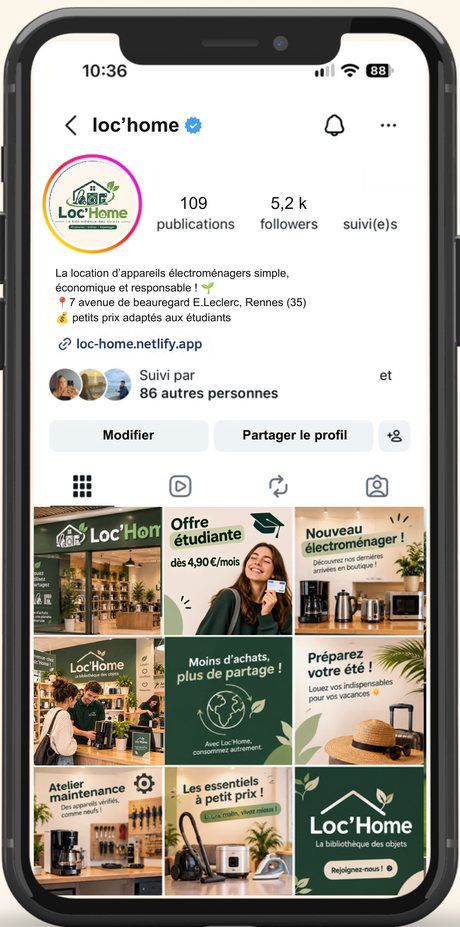 10:36
88
loc'home
109
5,2 k
publications
followers
suivi(e)s
Loc'Home
La bibliothèque des objets
La location d'appareils électroménagers simple,
économique et responsable ! 🌱
📍7 avenue de beauregard E.Leclerc, Rennes (35)
💰 petits prix adaptés aux étudiants
loc-home.netlify.app
Suivi par
et
86 autres personnes
Modifier
Partager le profil
Loc'Hom
Offre
étudiante
dès 4,90 €/mois
Nouveau
électroménager !
Découvrez nos dernières
arrivées en boutique !
Loc'Home
La bibliothèque des objets
Moins d'achats,
plus de partage !
Avec Loc'Home,
consommez autrement.
Préparez
votre été !
Louez vos indispensables
pour vos vacances
Atelier
maintenance
Des appareils vérifiés,
comme neufs !
Les essentiels
à petit prix !
Loc'Home
La bibliothèque des objets
Rejoignez-nous !